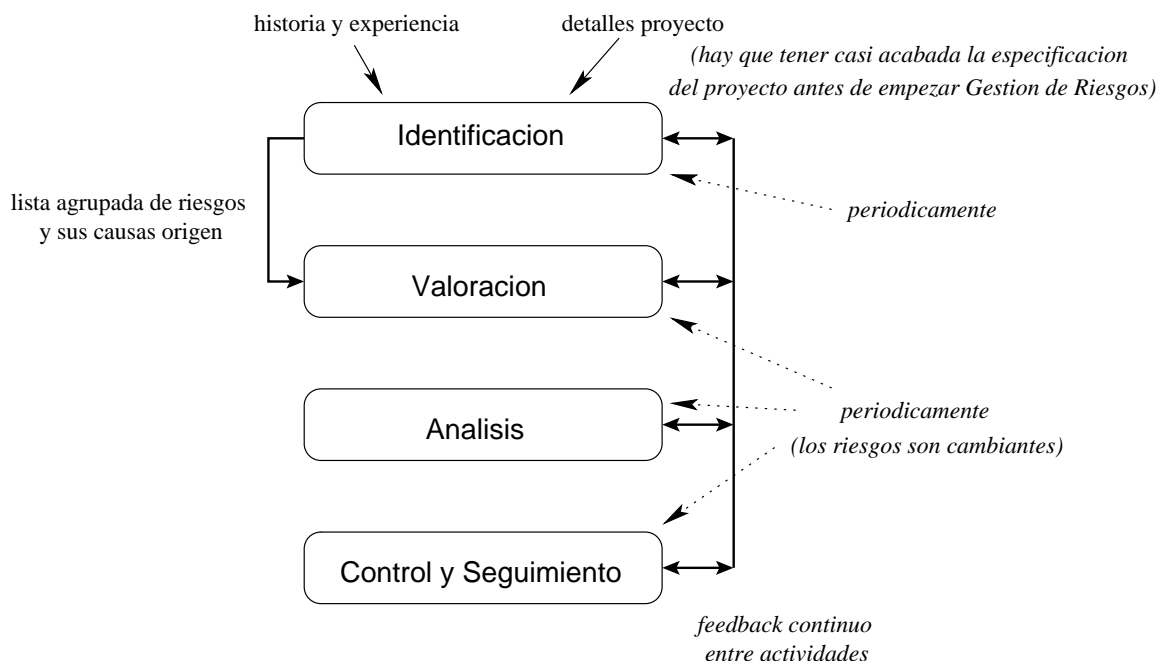 historia y experiencia
detalles proyecto
(hay que tener casi acabada la especificacion
del proyecto antes de empezar Gestion de Riesgos)
Identificacion
lista agrupada de riesgos
y sus causas origen
periodicamente
Valoracion
Analisis
periodicamente
(los riesgos son cambiantes)
Control y Seguimiento
feedback continuo
entre actividades